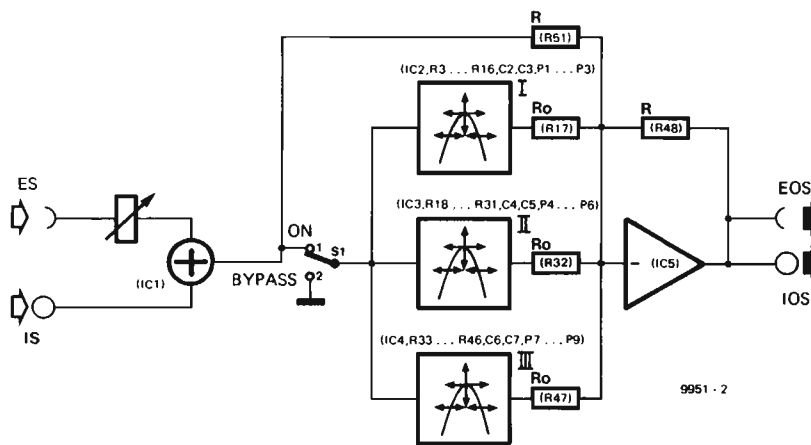 R
(R51)
(IC2,R3 ... R16,C2,C3,P1 ... P3)
I
Ro
(R17)
R
(R48)
ES
EOS
(IC3,R18 ... R31,C4,C5,P4 ... P6)
II
ON
1
S1
Ro
(R32)
(IC1)
BYPASS
2
−
(IC5)
IS
IOS
(IC4,R33 ... R46,C6,C7,P7 ... P9)
III
Ro
(R47)
9951 - 2